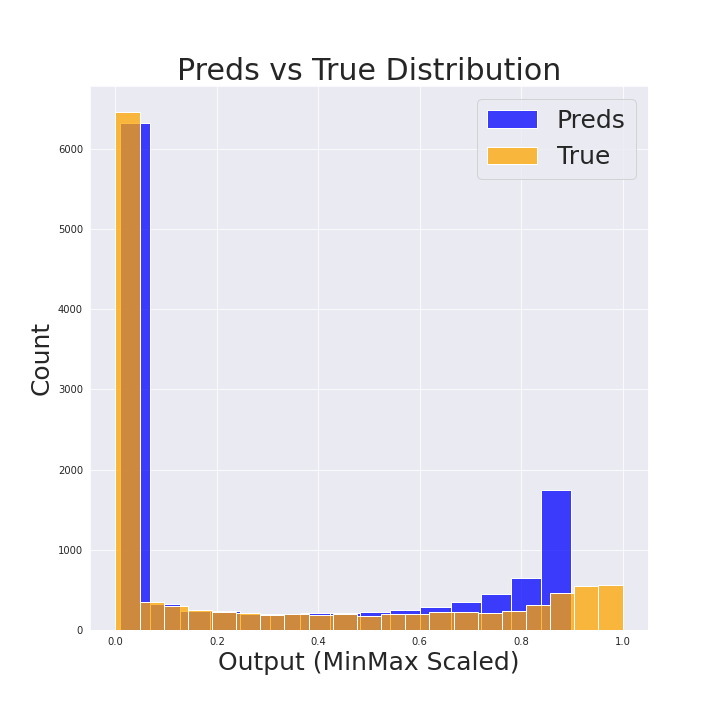 Preds vs True Distribution
Preds
True
6000
5000
4000
3000
2000
1000
0
Count
0.0 0.2 0.4 0.6 0.8 1.0
Output (MinMax Scaled)